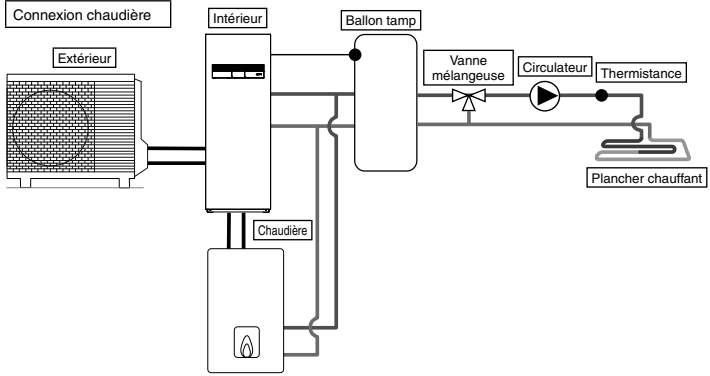 Connexion chaudière
Intérieur
Ballon tamp
Extérieur
Vanne
mélangeuse
Circulateur
Thermistance
Plancher chauffant
Chaudière